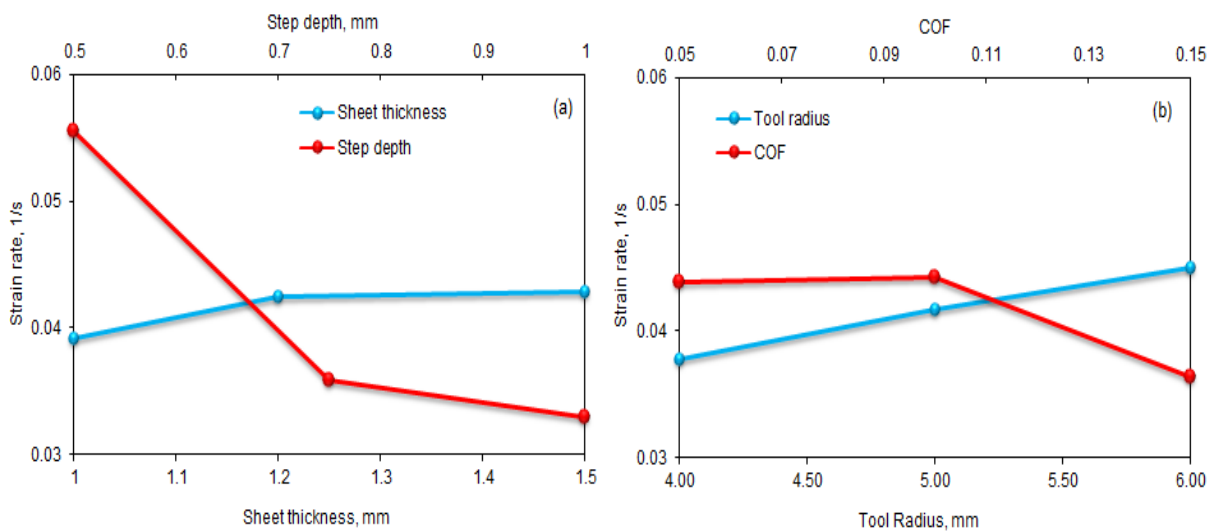 Step depth, mm
0.5 0.6 0.7 0.8 0.9 1
0.06
0.05
0.04
0.03
Strain rate, 1/s
Sheet thickness
Step depth
(a)
1 1.1 1.2 1.3 1.4 1.5
Sheet thickness, mm
COF
0.05 0.07 0.09 0.11 0.13 0.15
0.06
0.05
0.04
0.03
Strain rate, 1/s
Tool radius
COF
(b)
4.00 4.50 5.00 5.50 6.00
Tool Radius, mm